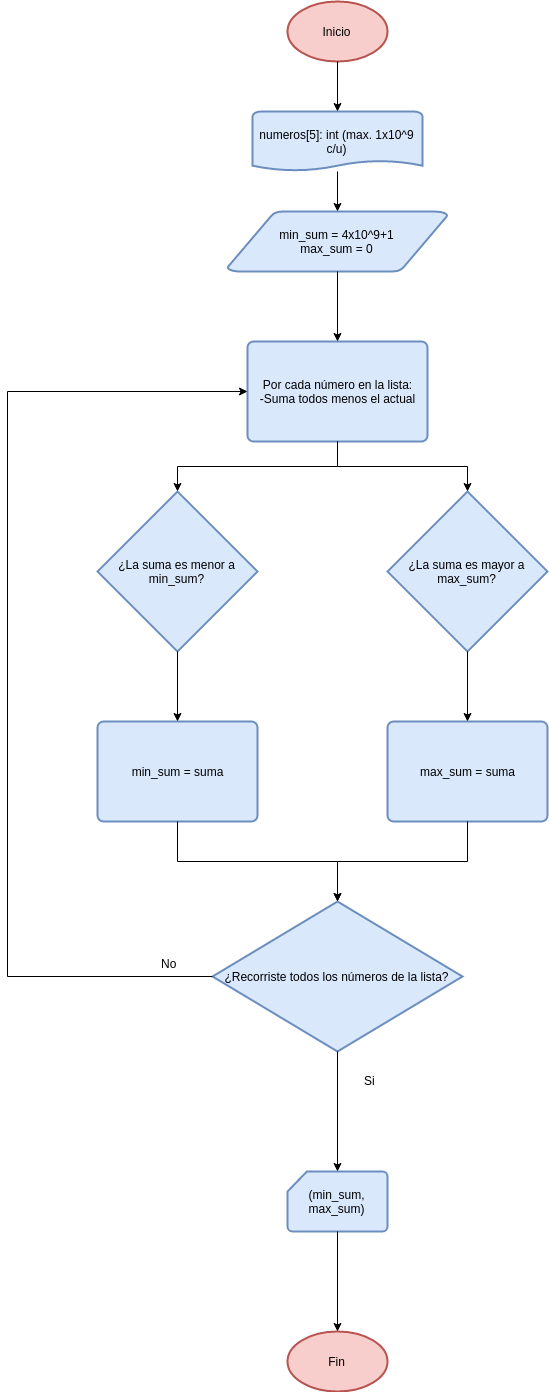 Inicio
numeros[5]: int (max. 1x10^9
c/u)
min_sum = 4x10^9+1
max_sum = 0
Por cada número en la lista:
-Suma todos menos el actual
¿La suma es menor a
min_sum?
¿La suma es mayor a
max_sum?
min_sum = suma
max_sum = suma
No
¿Recorriste todos los números de la lista?
Si
(min_sum,
max_sum)
Fin